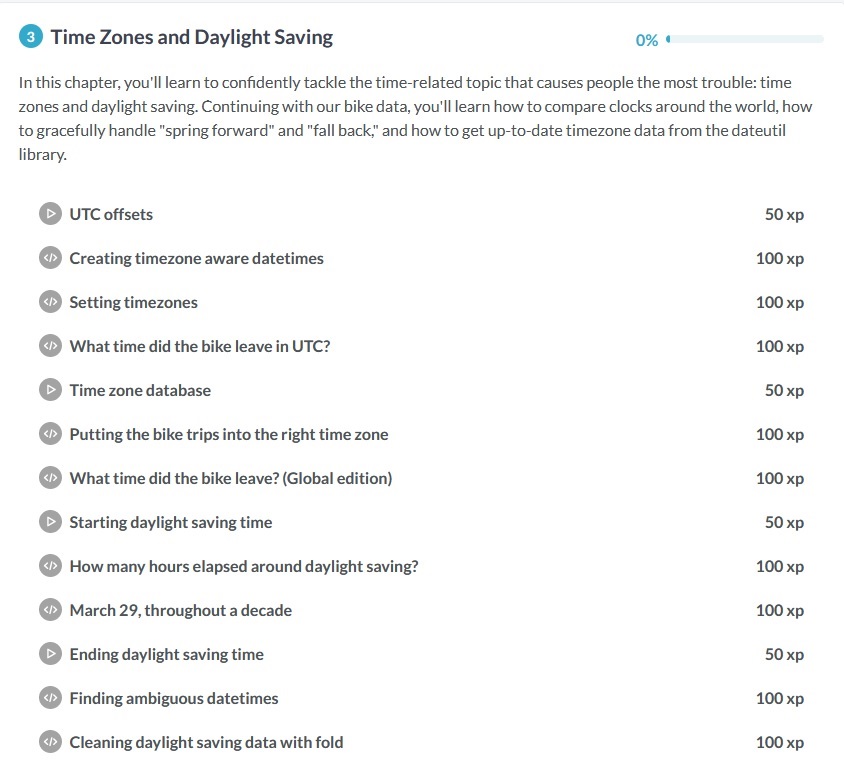 3 Time Zones and Daylight Saving 0%
In this chapter, you'll learn to confidently tackle the time-related topic that causes people the most trouble: time
zones and daylight saving. Continuing with our bike data, you'll learn how to compare clocks around the world, how
to gracefully handle "spring forward" and "fall back," and how to get up-to-date timezone data from the dateutil
library.
UTC offsets 50 xp
</> Creating timezone aware datetimes 100 xp
</> Setting timezones 100 xp
</> What time did the bike leave in UTC? 100 xp
Time zone database 50 xp
</> Putting the bike trips into the right time zone 100 xp
</> What time did the bike leave? (Global edition) 100 xp
Starting daylight saving time 50 xp
</> How many hours elapsed around daylight saving? 100 xp
</> March 29, throughout a decade 100 xp
Ending daylight saving time 50 xp
</> Finding ambiguous datetimes 100 xp
</> Cleaning daylight saving data with fold 100 xp